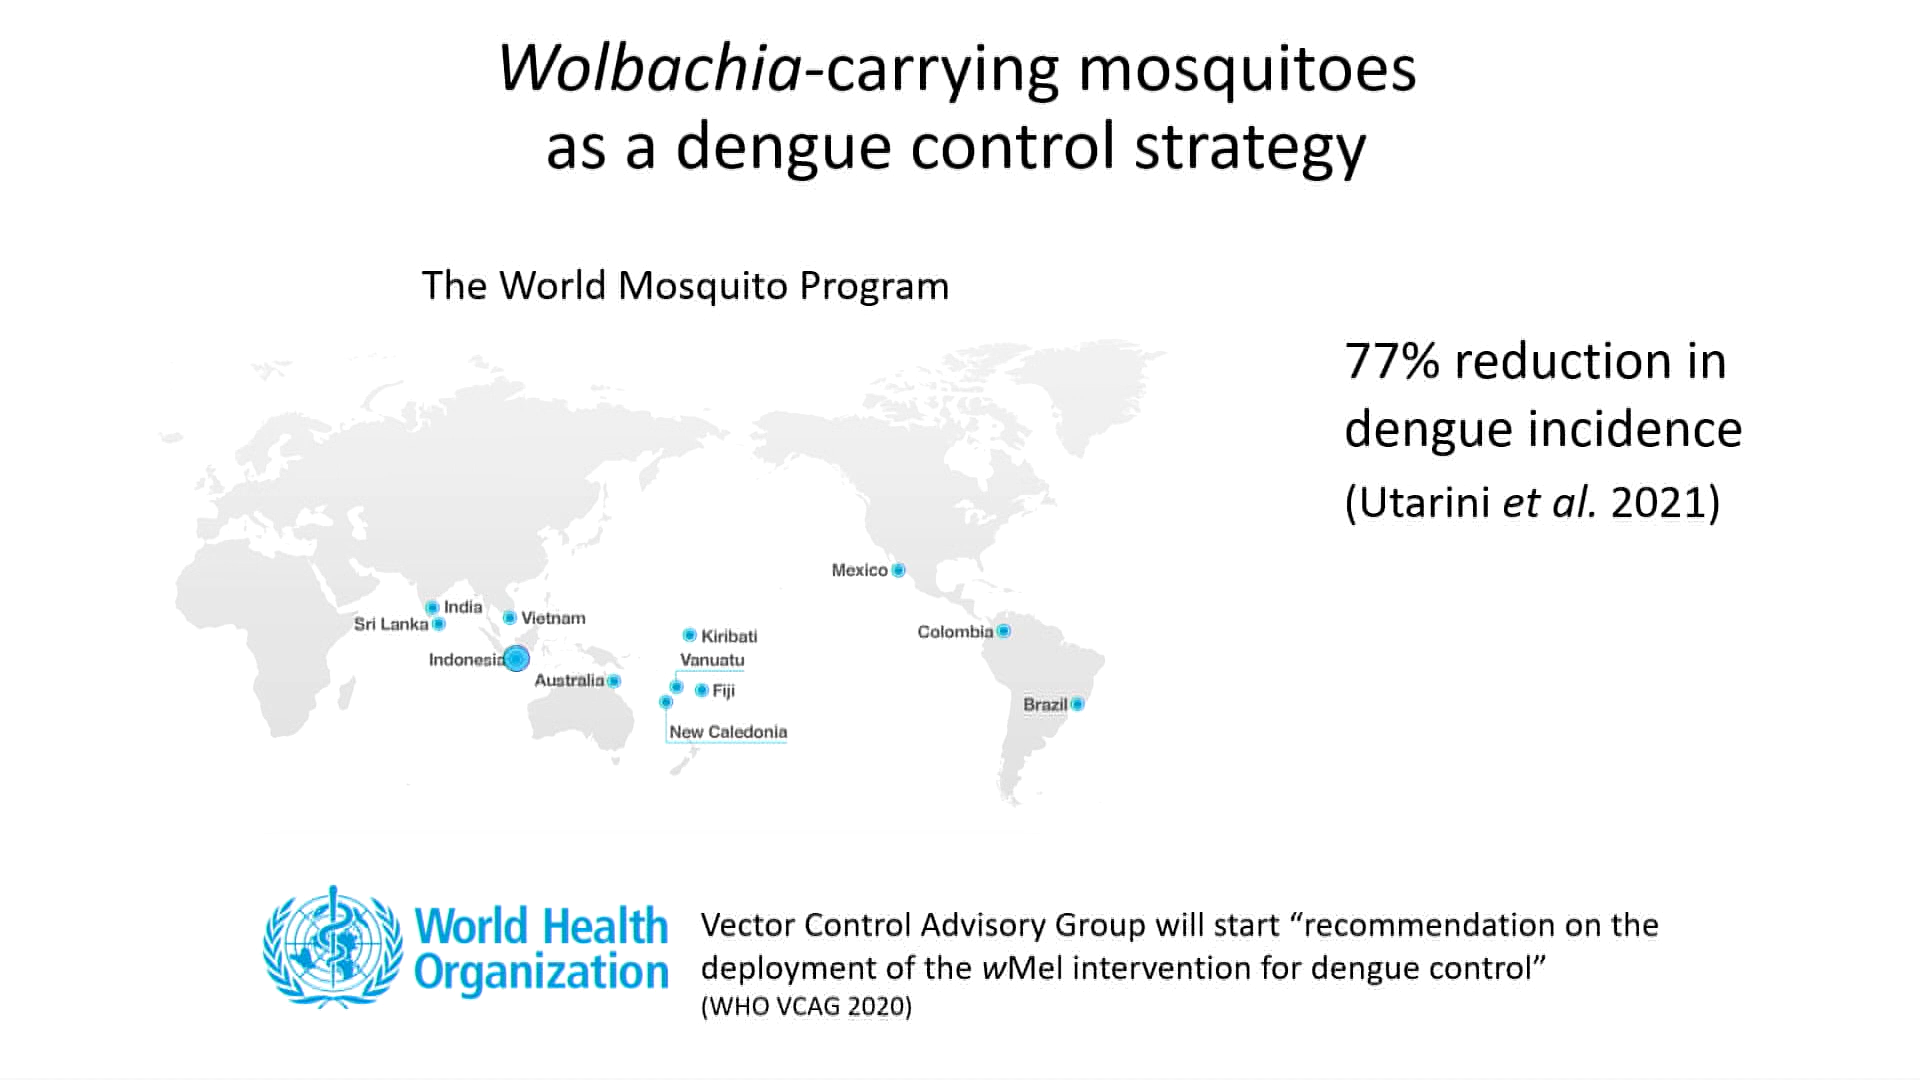 Wolbachia-carrying mosquitoes
as a dengue control strategy
The World Mosquito Program
77% reduction in
dengue incidence
(Utarini et al. 2021)
Mexico
India
Sri Lanka
Vietnam
Colombia
Kiribati
Indonesia
Vanuatu
Australia
Fiji
Brazil
New Caledonia
World Health
Organization
Vector Control Advisory Group will start “recommendation on the
deployment of the wMel intervention for dengue control”
(WHO VCAG 2020)